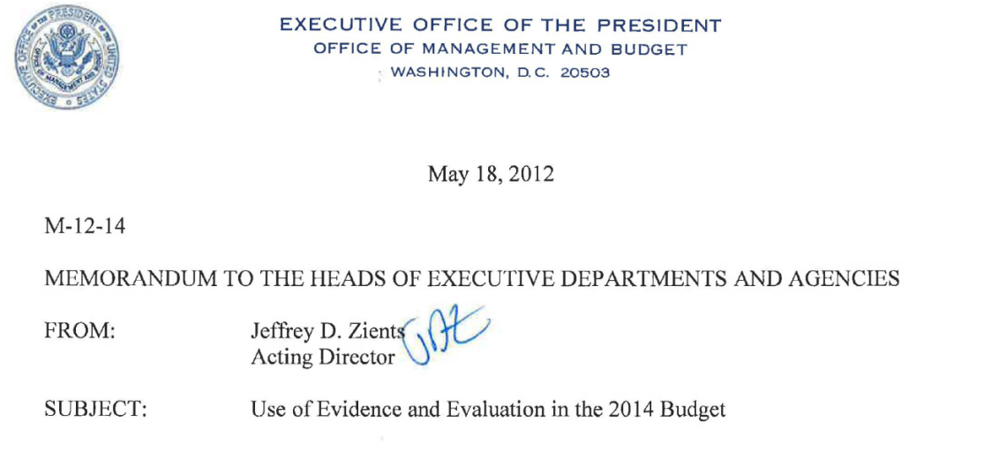 EXECUTIVE OFFICE OF THE PRESIDENT OF THE UNITED STATES
OFFICE OF MANAGEMENT AND BUDGET
EXECUTIVE OFFICE OF THE PRESIDENT
OFFICE OF MANAGEMENT AND BUDGET
WASHINGTON, D.C. 20503
May 18, 2012
M-12-14
MEMORANDUM TO THE HEADS OF EXECUTIVE DEPARTMENTS AND AGENCIES
FROM: Jeffrey D. Zients
Acting Director
SUBJECT: Use of Evidence and Evaluation in the 2014 Budget